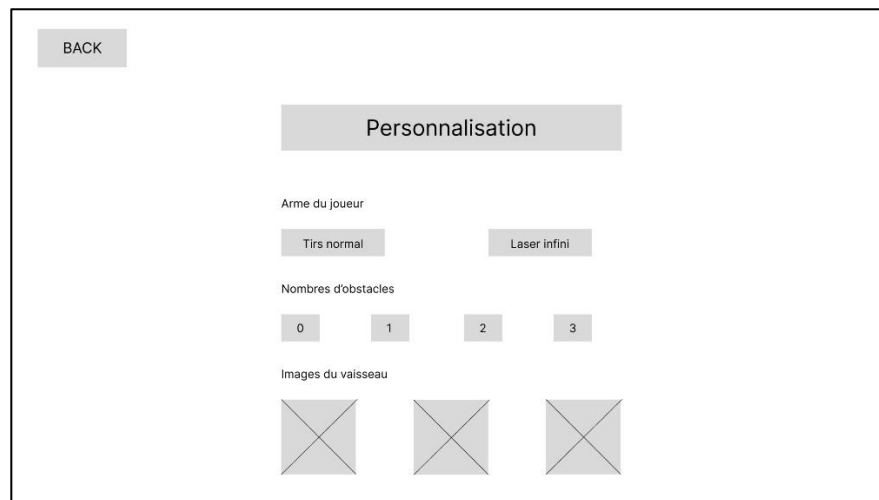 BACK
Personnalisation
Arme du joueur
Tirs normal
Laser infini
Nombres d'obstacles
0
1
2
3
Images du vaisseau